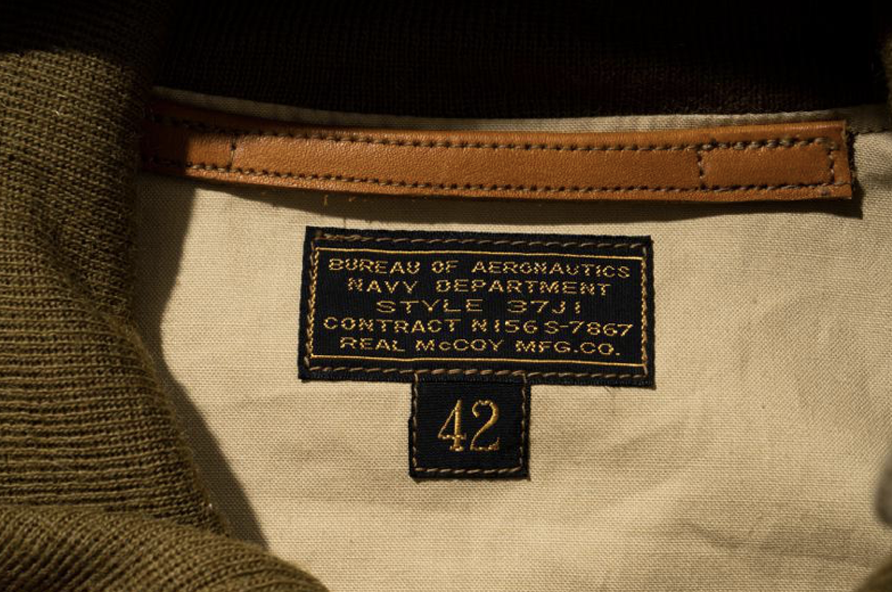 BUREAU OF AERONAUTICS
NAVY DEPARTMENT
STYLE 37J1
CONTRACT N156S-7867
REAL McCOY MFG.CO.
42